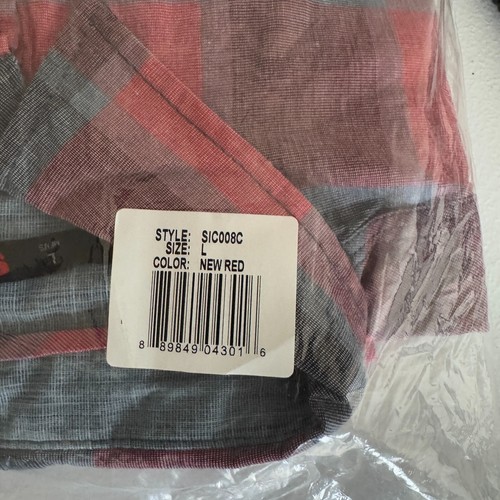 STYLE: SIC008C
SIZE: L
COLOR: NEW RED
8 89849 04301 6